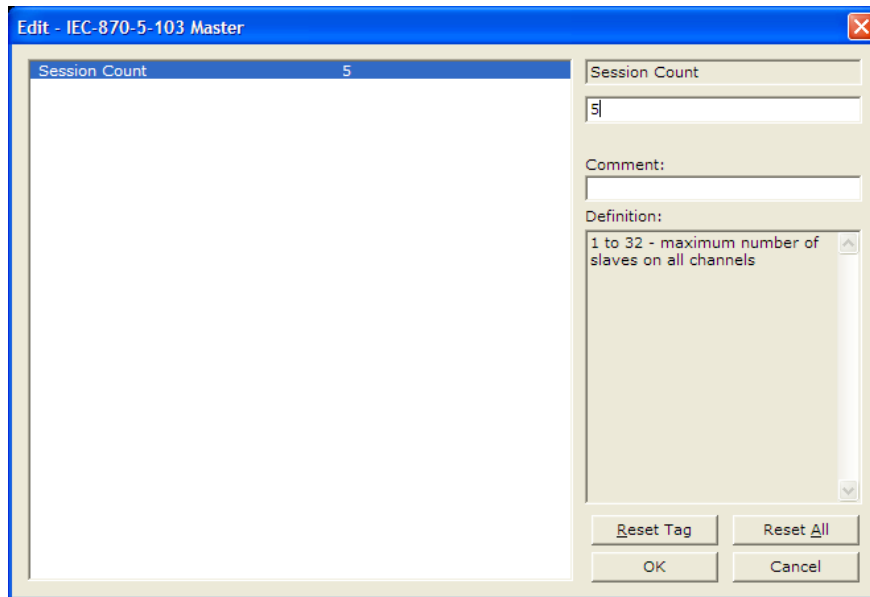 Edit - IEC-870-5-103 Master
Session Count 5
Session Count
5
Comment:
Definition:
1 to 32 - maximum number of
slaves on all channels
Reset Tag Reset All
OK Cancel